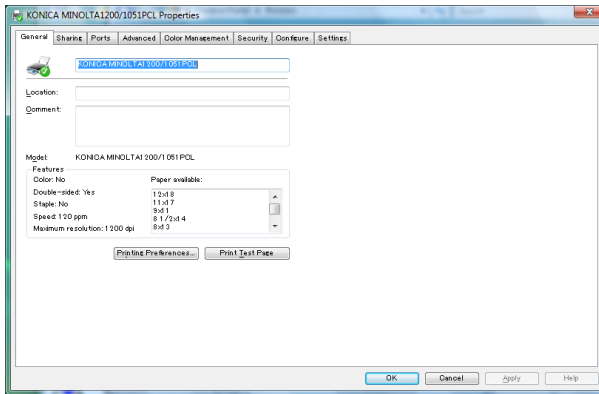 KONICA MINOLTA1200/1051PCL Properties
General Sharing Ports Advanced Color Management Security Configure Settings
KONICA MINOLTA1200/1051PCL
Location:
Comment:
Model: KONICA MINOLTA1200/1051PCL
Features
Color: No
Paper available:
Double-sided: Yes
12x18
Staple: No
11x17
9x11
Speed: 120 ppm
8 1/2x14
Maximum resolution: 1200 dpi
8x13
Printing Preferences...
Print Test Page
OK Cancel Apply Help